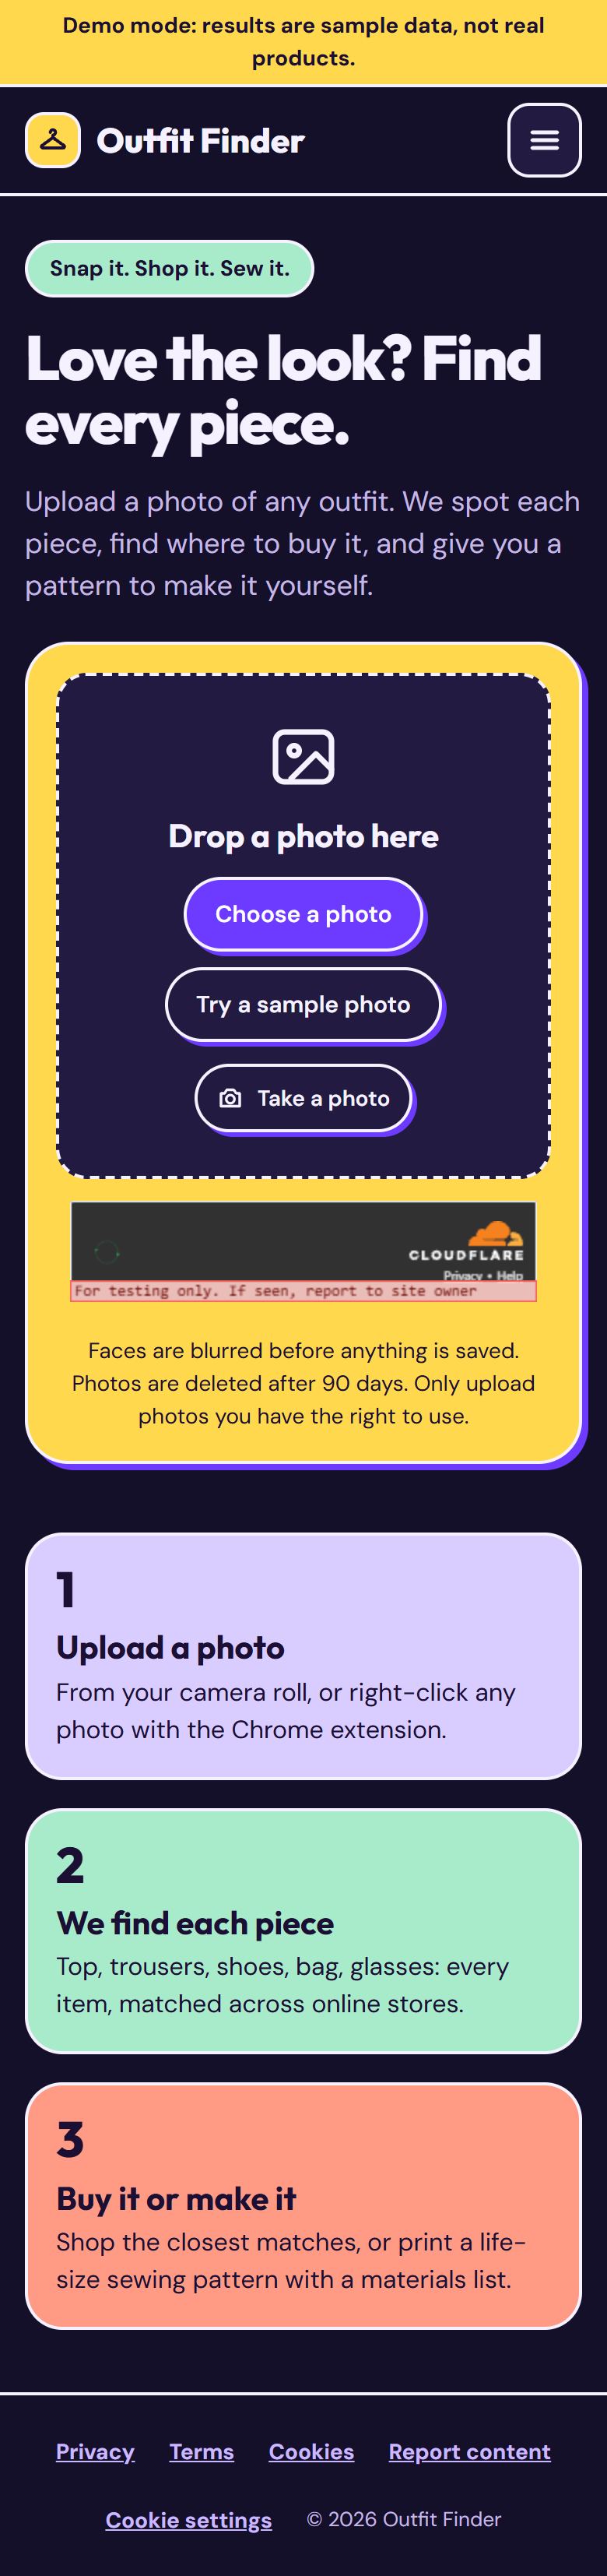 Demo mode: results are sample data, not real
products.
Outfit Finder
Snap it. Shop it. Sew it.
Love the look? Find
every piece.
Upload a photo of any outfit. We spot each
piece, find where to buy it, and give you a
pattern to make it yourself.
Drop a photo here
Choose a photo
Try a sample photo
Take a photo
CLOUDFLARE
Privacy • Help
For testing only. If seen, report to site owner
Faces are blurred before anything is saved.
Photos are deleted after 90 days. Only upload
photos you have the right to use.
1
Upload a photo
From your camera roll, or right-click any
photo with the Chrome extension.
2
We find each piece
Top, trousers, shoes, bag, glasses: every
item, matched across online stores.
3
Buy it or make it
Shop the closest matches, or print a life-
size sewing pattern with a materials list.
Privacy Terms Cookies Report content
Cookie settings © 2026 Outfit Finder